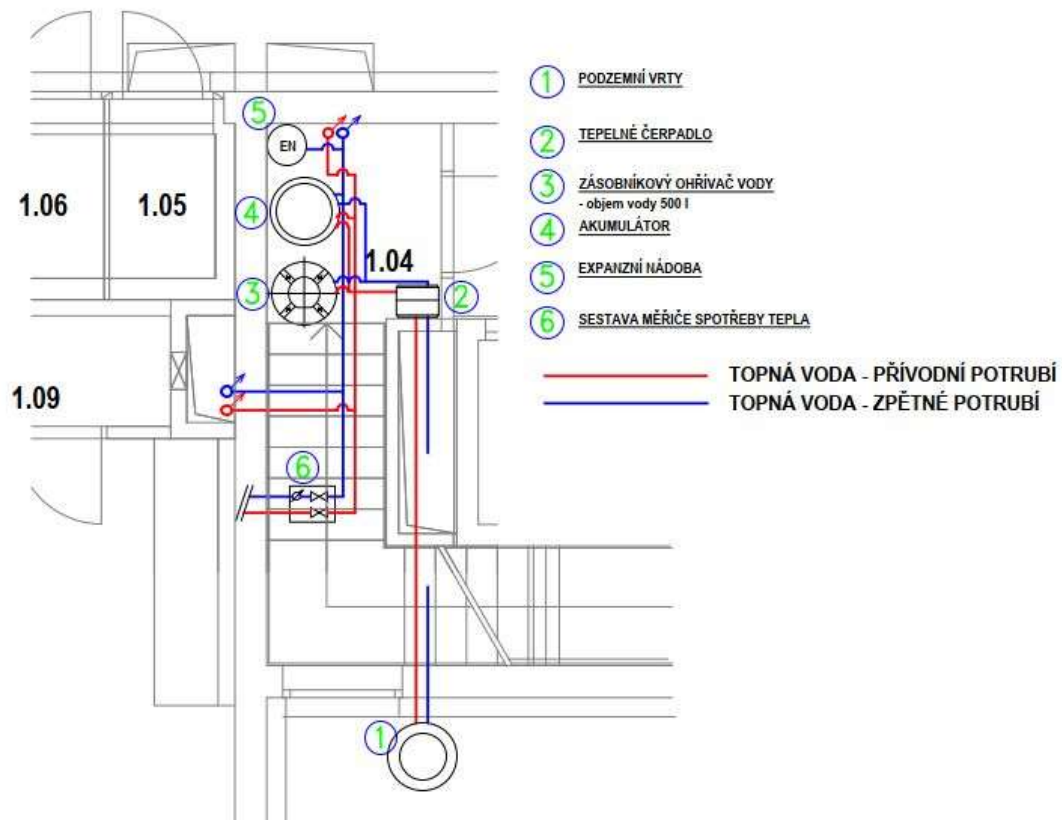 5
EN
1.06
1.05
4
1.04
3
2
1.09
6
1
1 PODZEMNÍ VRTY
2 TEPELNÉ ČERPADLO
3 ZÁSOBNÍKOVÝ OHŘÍVAČ VODY
- objem vody 500 l
4 AKUMULÁTOR
5 EXPANZNÍ NÁDOBA
6 SESTAVA MĚŘIČE SPOTŘEBY TEPLA
TOPNÁ VODA - PŘÍVODNÍ POTRUBÍ
TOPNÁ VODA - ZPĚTNÉ POTRUBÍ